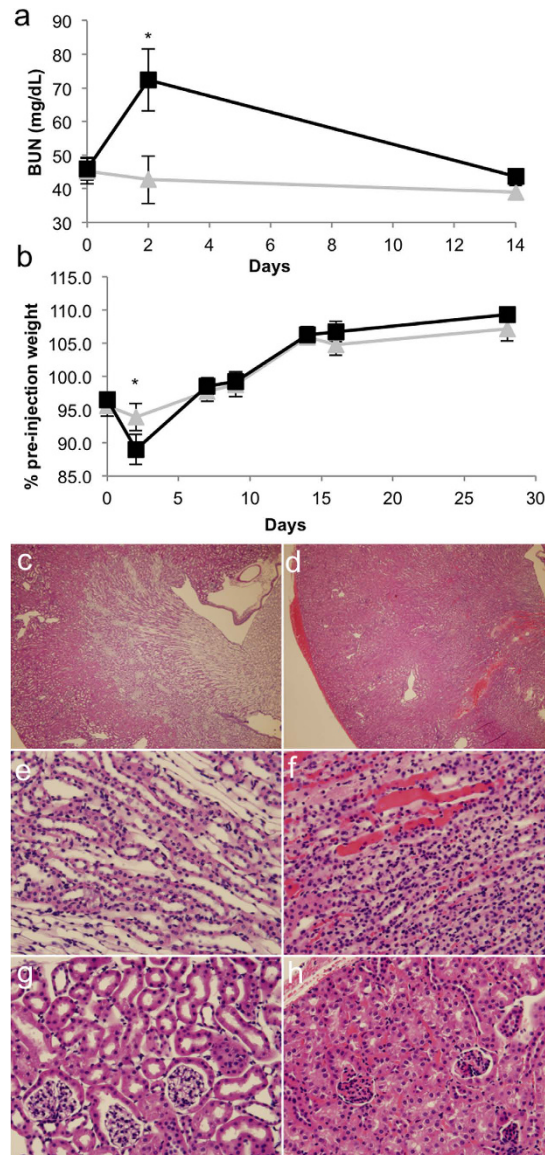 a
*
90
80
70
60
50
40
30
BUN (mg/dL)
0 2 4 6 8 10 12 14
Days
b
115.0
110.0
105.0
100.0
95.0
90.0
85.0
*
% pre-injection weight
0 5 10 15 20 25 30
Days
c d
e f
g h